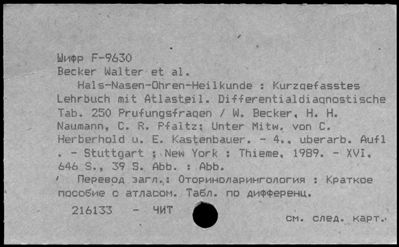 Шифр F-9630
Becker Walter et al.
Hals-Nasen-Ohren-Heilkunde : Kurzgefasstes
Lehrbuch mit Atlasteil. Differentialdiagnostische
Tab. 250 Prufungsfragen / W. Becker, H. H.
Naumann, C. R. Pfaltz; Unter Mitw. von C.
Herberhold u. E. Kastenbauer. - 4., uberarb. Aufl
. - Stuttgart ; New York : Thieme, 1989. - XVI,
646 S., 39 S. Abb. : Abb.
Перевод загл.: Оториноларингология : Краткое
пособие с атласом. Табл. по дифференц.
216133 - ЧИТ
см. след. карт.